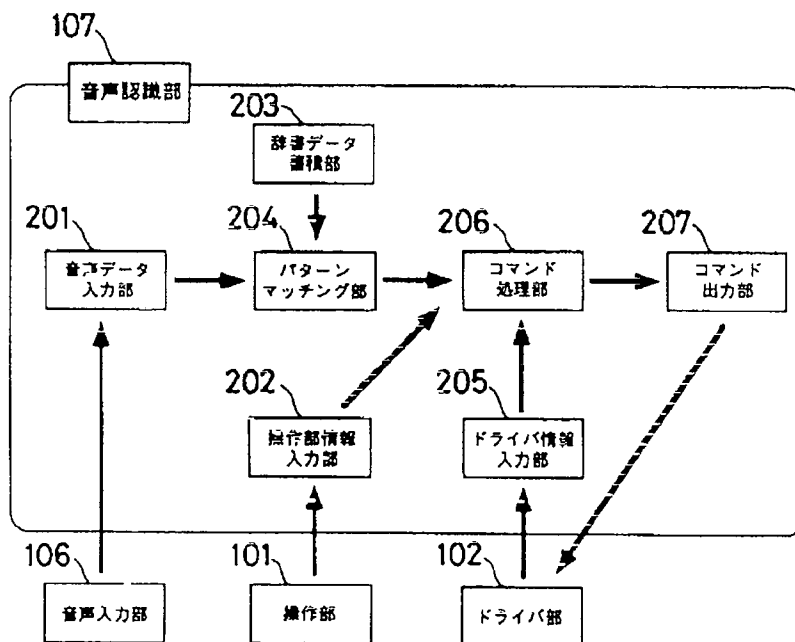 107
音声認識部
203
辞書データ
蓄積部
201
204
206
207
音声データ
入力部
パターン
マッチング部
コマンド
処理部
コマンド
出力部
202
205
操作部情報
入力部
ドライバ情報
入力部
106
101
102
音声入力部
操作部
ドライバ部